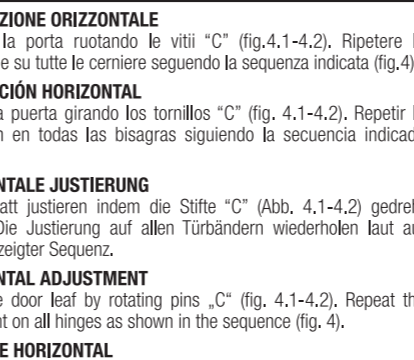 ZIONE ORIZZONTALE
la porta ruotando le vitii “C” (fig.4.1-4.2). Ripetere
e su tutte le cerniere seguendo la sequenza indicata (fig.4)
CIÓN HORIZONTAL
a puerta girando los tornillos “C” (fig. 4.1-4.2). Repetir
n en todas las bisagras siguiendo la secuencia indicad
NTALE JUSTIERUNG
att justieren indem die Stifte “C” (Abb. 4.1-4.2) gedreh
Die Justierung auf allen Türbändern wiederholen laut au
zeigter Sequenz.
NTAL ADJUSTMENT
e door leaf by rotating pins „C“ (fig. 4.1-4.2). Repeat th
nt on all hinges as shown in the sequence (fig. 4).
E HORIZONTAL